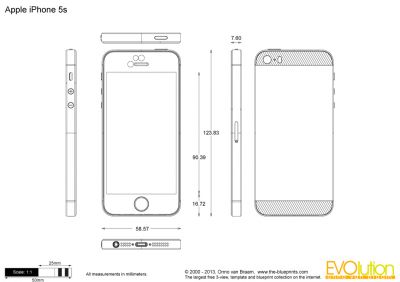 Apple iPhone 5s
7.60
123.83
90.39
16.72
58.57
25mm
Scale: 1:1
50mm
All measurements in millimeters
© 2000 - 2013, Onno van Braam, www.the-blueprints.com
The largest free 3-view, template and blueprint collection on the internet.
EVOlution